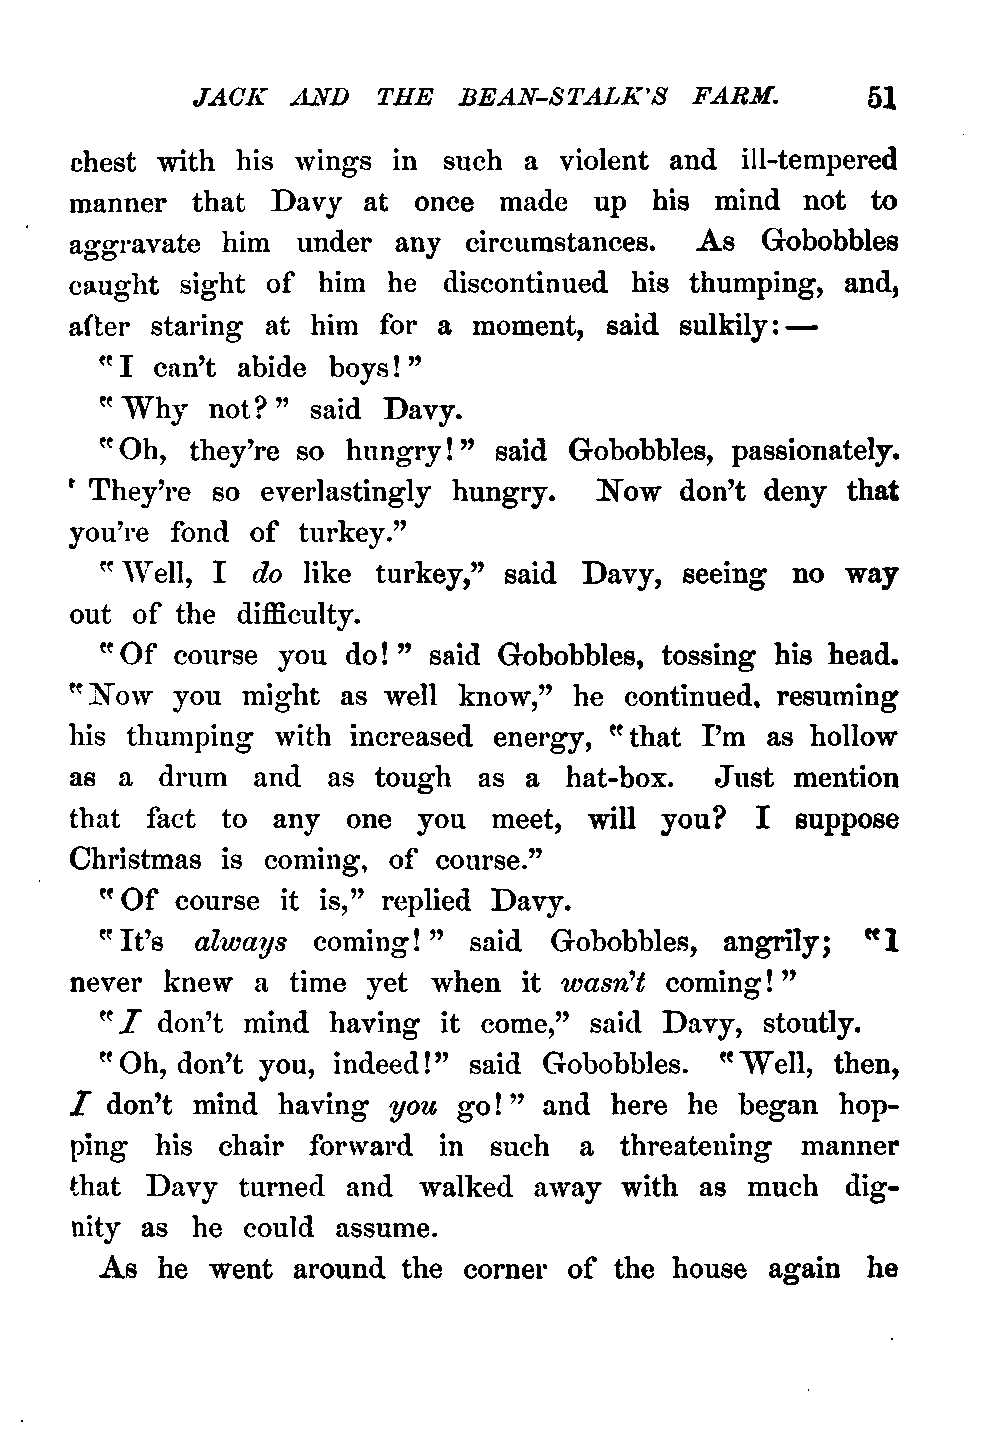 JACK AND THE BEAN-STALK'S FARM. 51
chest with his wings in such a violent and ill-tempered
manner that Davy at once made up his mind not to
aggravate him under any circumstances. As Gobobbles
caught sight of him he discontinued his thumping, and,
after staring at him for a moment, said sulkily:—
"I can't abide boys!"
"Why not?" said Davy.
"Oh, they're so hungry!" said Gobobbles, passionately.
' They're so everlastingly hungry. Now don't deny that
you're fond of turkey."
"Well, I do like turkey," said Davy, seeing no way
out of the difficulty.
"Of course you do!" said Gobobbles, tossing his head.
"Now you might as well know," he continued, resuming
his thumping with increased energy, "that I'm as hollow
as a drum and as tough as a hat-box. Just mention
that fact to any one you meet, will you? I suppose
Christmas is coming, of course."
"Of course it is," replied Davy.
"It's always coming!" said Gobobbles, angrily; "I
never knew a time yet when it wasn't coming!"
"I don't mind having it come," said Davy, stoutly.
"Oh, don't you, indeed!" said Gobobbles. "Well, then,
I don't mind having you go!" and here he began hop-
ping his chair forward in such a threatening manner
that Davy turned and walked away with as much dig-
nity as he could assume.
As he went around the corner of the house again he